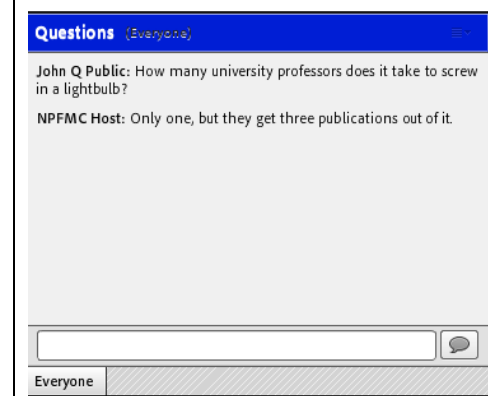 Questions (Everyone)
John Q Public: How many university professors does it take to screw
in a lightbulb?
NPFMC Host: Only one, but they get three publications out of it.
Everyone